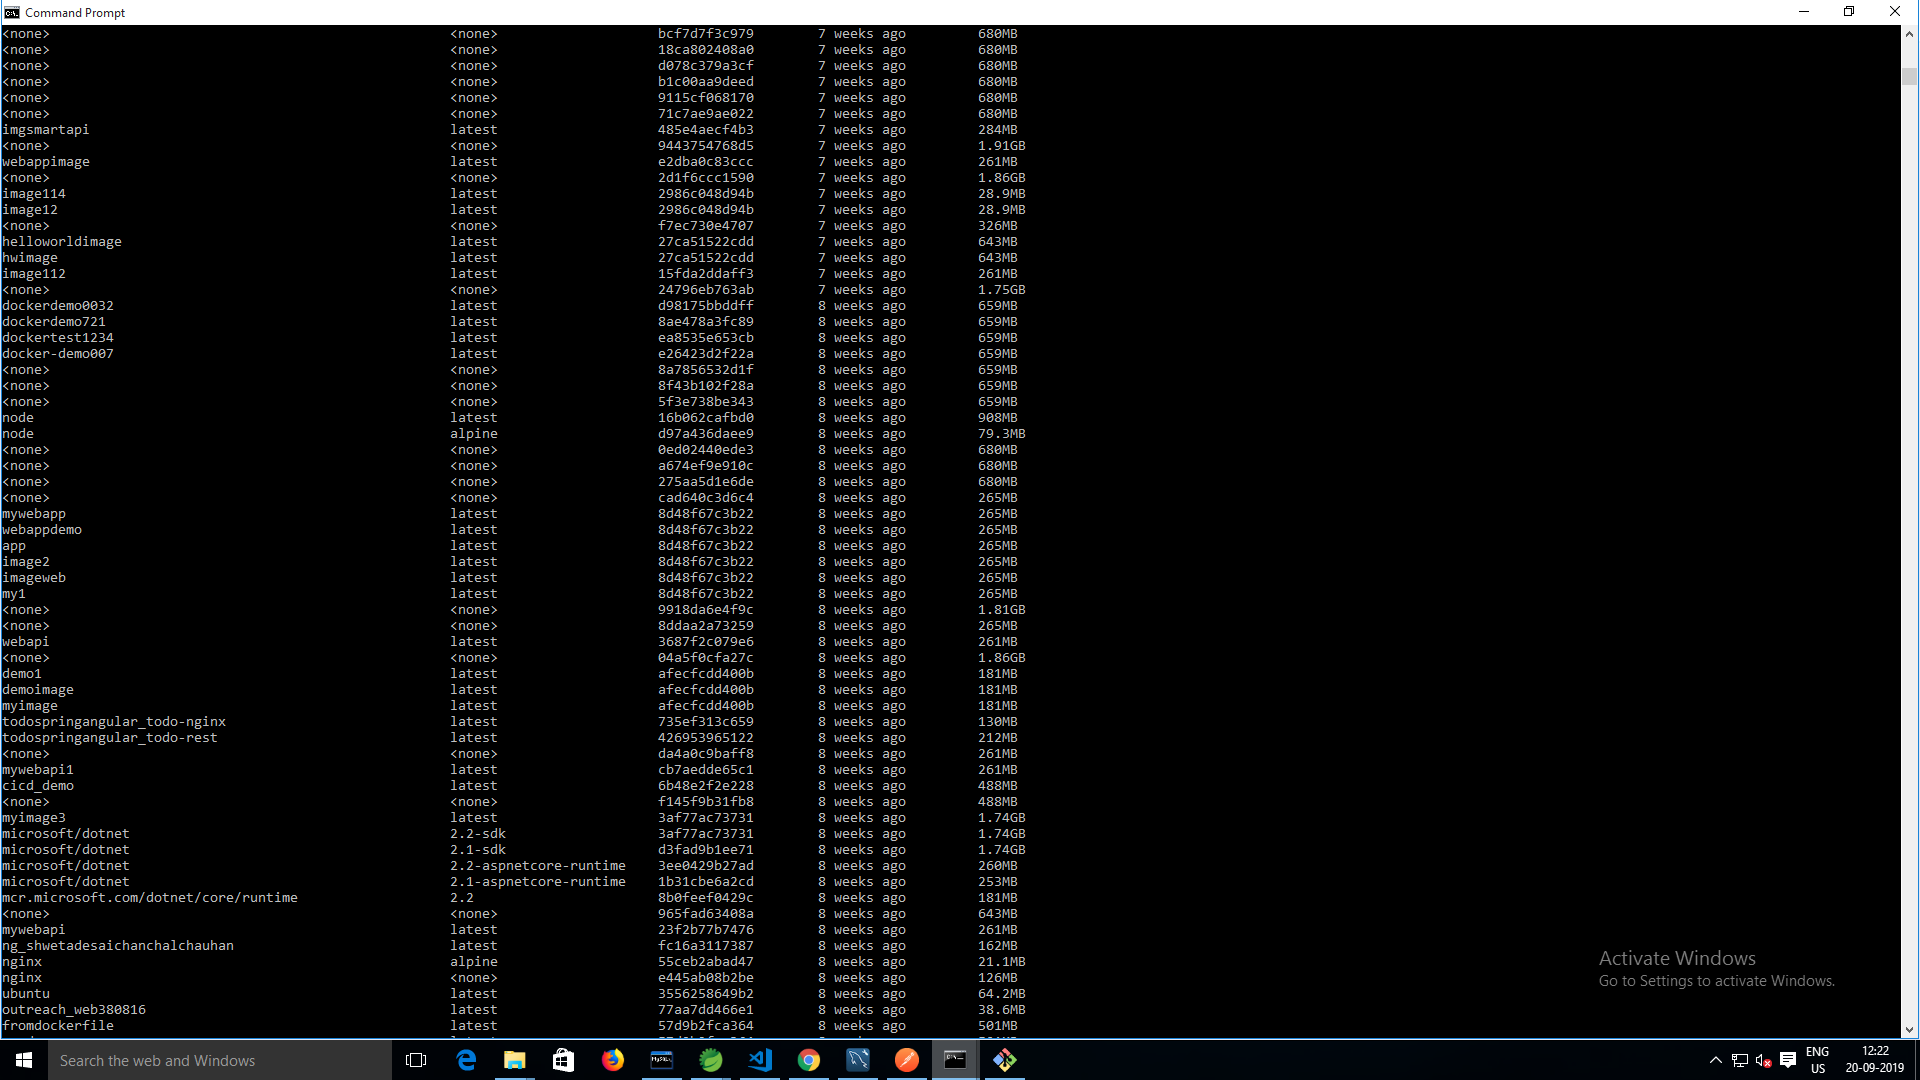 Command Prompt
<none> <none> bcf7d7f3c979 7 weeks ago 680MB
<none> <none> 18ca802408a0 7 weeks ago 680MB
<none> <none> d078c379a3cf 7 weeks ago 680MB
<none> <none> b1c00aa9deed 7 weeks ago 680MB
<none> <none> 9115cf068170 7 weeks ago 680MB
<none> <none> 71c7ae9ae022 7 weeks ago 680MB
imgsmartapi latest 485e4aecf4b3 7 weeks ago 284MB
<none> <none> 9443754768d5 7 weeks ago 1.91GB
webappimage latest e2dba0c83ccc 7 weeks ago 261MB
<none> <none> 2d1f6ccc1590 7 weeks ago 1.86GB
image114 latest 2986c048d94b 7 weeks ago 28.9MB
image12 latest 2986c048d94b 7 weeks ago 28.9MB
<none> <none> f7ec730e4707 7 weeks ago 326MB
helloworldimage latest 27ca51522cdd 7 weeks ago 643MB
hwimage latest 27ca51522cdd 7 weeks ago 643MB
image112 latest 15fda2ddaff3 7 weeks ago 261MB
<none> <none> 24796eb763ab 7 weeks ago 1.75GB
dockerdemo0032 latest d98175bbddff 8 weeks ago 659MB
dockerdemo721 latest 8ae478a3fc89 8 weeks ago 659MB
dockertest1234 latest ea8535e653cb 8 weeks ago 659MB
docker-demo007 latest e26423d2f22a 8 weeks ago 659MB
<none> <none> 8a7856532d1f 8 weeks ago 659MB
<none> <none> 8f43b102f28a 8 weeks ago 659MB
<none> <none> 5f3e738be343 8 weeks ago 659MB
node latest 16b062cafbd0 8 weeks ago 908MB
node alpine d97a436daee9 8 weeks ago 79.3MB
<none> <none> 0ed02440ede3 8 weeks ago 680MB
<none> <none> a674ef9e910c 8 weeks ago 680MB
<none> <none> 275aa5d1e6de 8 weeks ago 680MB
<none> <none> cad640c3d6c4 8 weeks ago 265MB
mywebapp latest 8d48f67c3b22 8 weeks ago 265MB
webappdemo latest 8d48f67c3b22 8 weeks ago 265MB
app latest 8d48f67c3b22 8 weeks ago 265MB
image2 latest 8d48f67c3b22 8 weeks ago 265MB
imageweb latest 8d48f67c3b22 8 weeks ago 265MB
my1 latest 8d48f67c3b22 8 weeks ago 265MB
<none> <none> 9918da6e4f9c 8 weeks ago 1.81GB
<none> <none> 8ddaa2a73259 8 weeks ago 265MB
webapi latest 3687f2c079e6 8 weeks ago 261MB
<none> <none> 04a5f0cfa27c 8 weeks ago 1.86GB
demo1 latest afecfcdd400b 8 weeks ago 181MB
demoimage latest afecfcdd400b 8 weeks ago 181MB
myimage latest afecfcdd400b 8 weeks ago 181MB
todospringangular_todo-nginx latest 735ef313c659 8 weeks ago 130MB
todospringangular_todo-rest latest 426953965122 8 weeks ago 212MB
<none> <none> da4a0c9baff8 8 weeks ago 261MB
mywebapi1 latest cb7aedde65c1 8 weeks ago 261MB
cicd_demo latest 6b48e2f2e228 8 weeks ago 488MB
<none> <none> f145f9b31fb8 8 weeks ago 488MB
myimage3 latest 3af77ac73731 8 weeks ago 1.74GB
microsoft/dotnet 2.2-sdk 3af77ac73731 8 weeks ago 1.74GB
microsoft/dotnet 2.1-sdk d3fad9b1ee71 8 weeks ago 1.74GB
microsoft/dotnet 2.2-aspnetcore-runtime 3ee0429b27ad 8 weeks ago 260MB
microsoft/dotnet 2.1-aspnetcore-runtime 1b31cbe6a2cd 8 weeks ago 253MB
mcr.microsoft.com/dotnet/core/runtime 2.2 8b0feef0429c 8 weeks ago 181MB
<none> <none> 965fad63408a 8 weeks ago 643MB
mywebapi latest 23f2b77b7476 8 weeks ago 261MB
ng_shwetadesaichanchalchauhan latest fc16a3117387 8 weeks ago 162MB
nginx alpine 55ceb2abad47 8 weeks ago 21.1MB
nginx <none> e445ab08b2be 8 weeks ago 126MB
ubuntu latest 3556258649b2 8 weeks ago 64.2MB
outreach_web380816 latest 77aa7dd466e1 8 weeks ago 38.6MB
fromdockerfile latest 57d9b2fca364 8 weeks ago 501MB
Activate Windows
Go to Settings to activate Windows.
Search the web and Windows
MySQL
ENG
US
12:22
20-09-2019